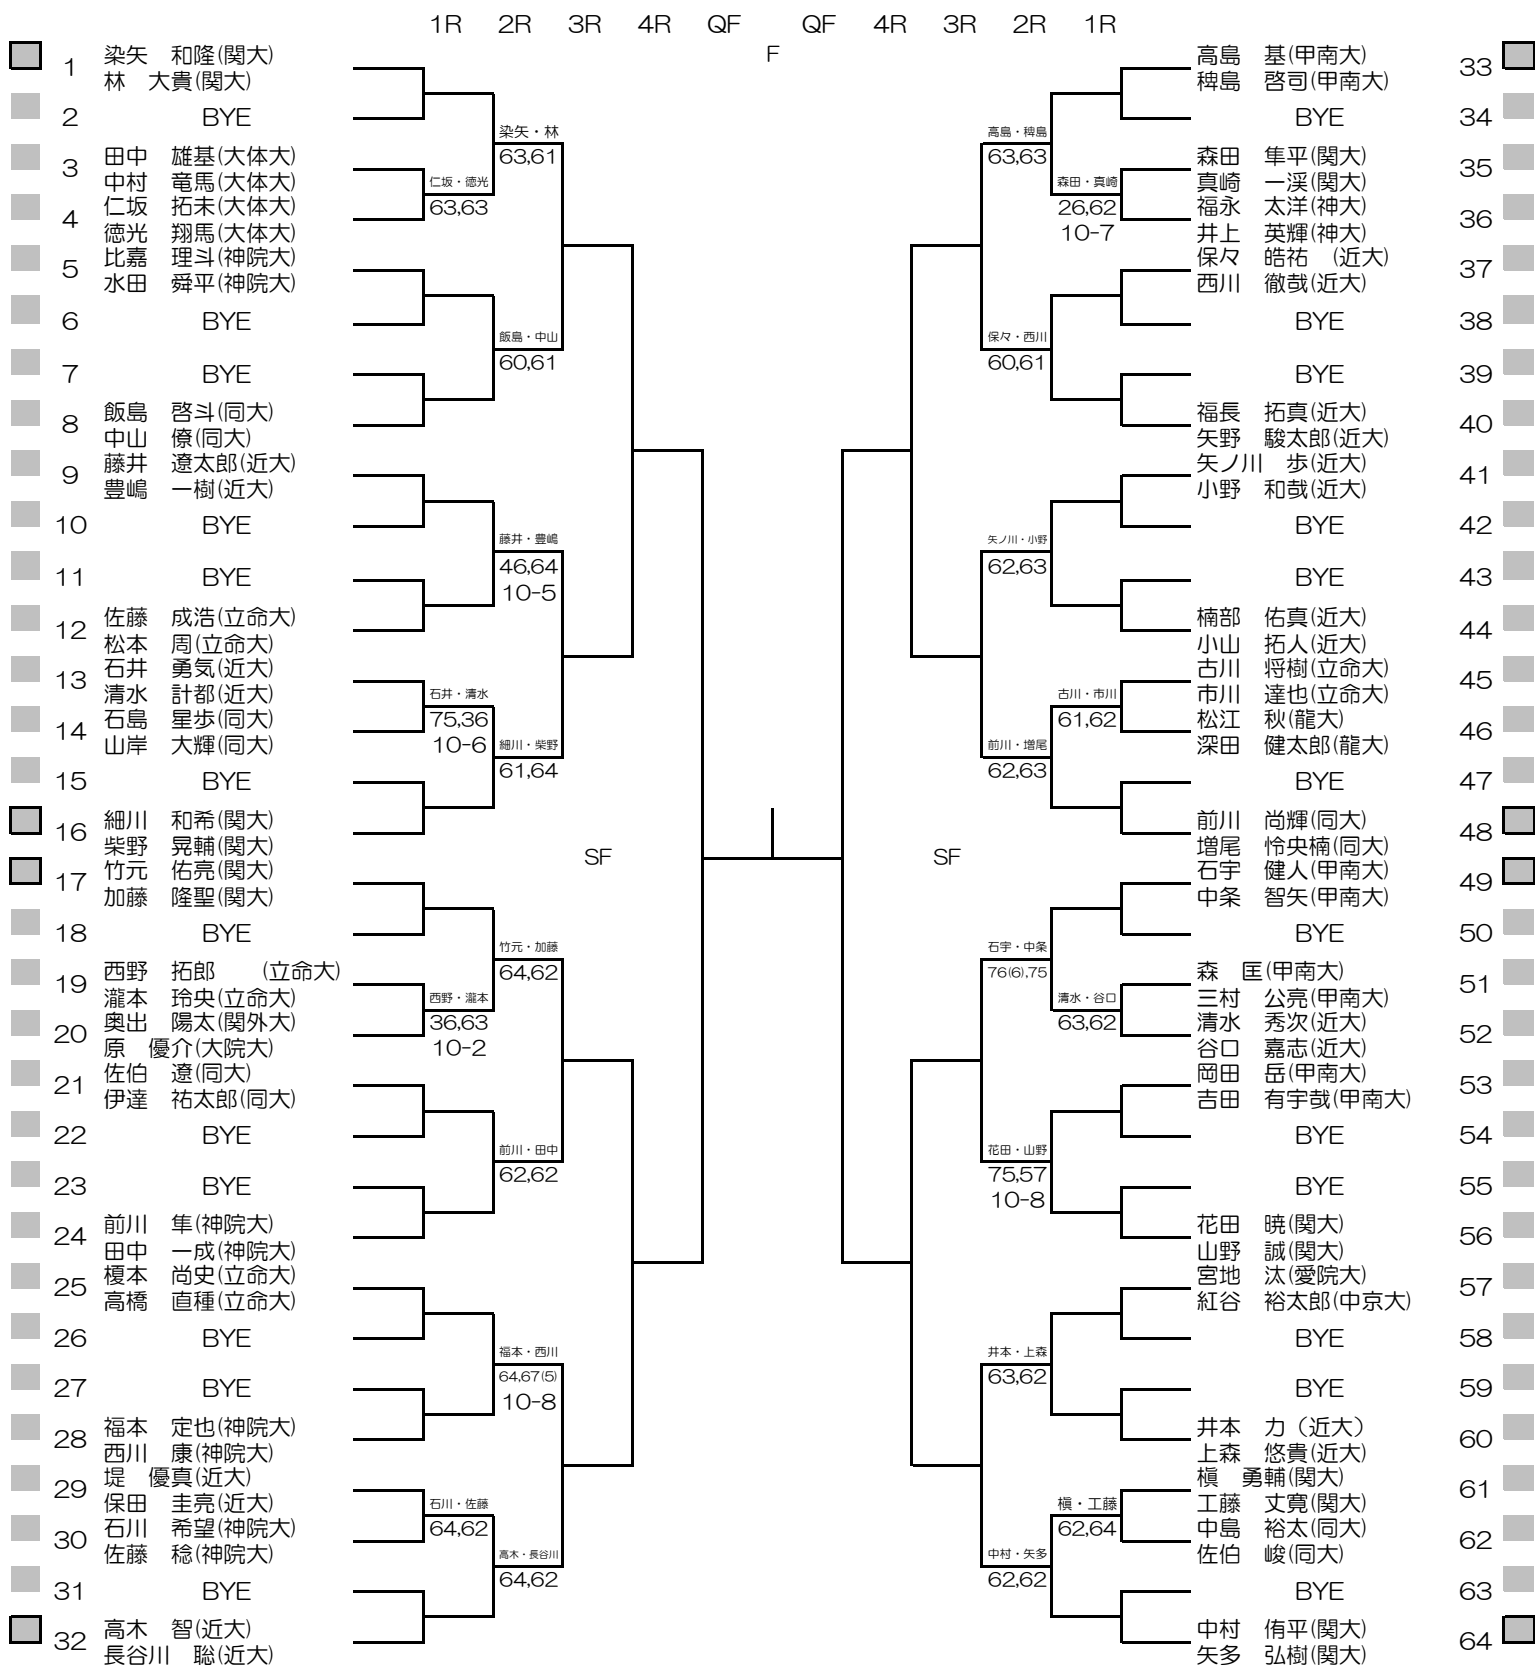 1R 2R 3R 4R QF QF 4R 3R 2R 1R
F
1 染矢 和隆(関大)
林 大貴(関大)
2 BYE
染矢・林
63,61
3 田中 雄基(大体大)
中村 竜馬(大体大)
仁坂・徳光
63,63
4 仁坂 拓未(大体大)
徳光 翔馬(大体大)
5 比嘉 理斗(神院大)
水田 舜平(神院大)
6 BYE
飯島・中山
60,61
7 BYE
8 飯島 啓斗(同大)
中山 僚(同大)
9 藤井 遼太郎(近大)
豊嶋 一樹(近大)
10 BYE
藤井・豊嶋
46,64
10-5
11 BYE
12 佐藤 成浩(立命大)
松本 周(立命大)
13 石井 勇気(近大)
清水 計都(近大)
石井・清水
75,36
10-6
14 石島 星歩(同大)
山岸 大輝(同大)
細川・柴野
61,64
15 BYE
16 細川 和希(関大)
柴野 晃輔(関大)
SF
17 竹元 佑亮(関大)
加藤 隆聖(関大)
18 BYE
竹元・加藤
64,62
19 西野 拓郎 (立命大)
瀧本 玲央(立命大)
西野・瀧本
36,63
10-2
20 奥出 陽太(関外大)
原 優介(大院大)
21 佐伯 遼(同大)
伊達 祐太郎(同大)
22 BYE
前川・田中
62,62
23 BYE
24 前川 隼(神院大)
田中 一成(神院大)
25 榎本 尚史(立命大)
高橋 直種(立命大)
26 BYE
福本・西川
64,67(5)
10-8
27 BYE
28 福本 定也(神院大)
西川 康(神院大)
29 堤 優真(近大)
保田 圭亮(近大)
石川・佐藤
64,62
30 石川 希望(神院大)
佐藤 稔(神院大)
高木・長谷川
64,62
31 BYE
32 高木 智(近大)
長谷川 聡(近大)
高島 基(甲南大) 33
稗島 啓司(甲南大)
BYE 34
高島・稗島
63,63
森田 隼平(関大) 35
真崎 一渓(関大)
森田・真崎
26,62
10-7
福永 太洋(神大) 36
井上 英輝(神大)
保々 皓祐 (近大) 37
西川 徹哉(近大)
BYE 38
保々・西川
60,61
BYE 39
福長 拓真(近大) 40
矢野 駿太郎(近大)
矢ノ川 歩(近大) 41
小野 和哉(近大)
BYE 42
矢ノ川・小野
62,63
BYE 43
楠部 佑真(近大) 44
小山 拓人(近大)
古川 将樹(立命大) 45
市川 達也(立命大)
古川・市川
61,62
松江 秋(龍大) 46
深田 健太郎(龍大)
前川・増尾
62,63
BYE 47
前川 尚輝(同大) 48
増尾 怜央楠(同大)
SF
石宇 健人(甲南大) 49
中条 智矢(甲南大)
BYE 50
石宇・中条
76(6),75
森 匡(甲南大) 51
三村 公亮(甲南大)
清水・谷口
63,62
清水 秀次(近大) 52
谷口 嘉志(近大)
岡田 岳(甲南大) 53
吉田 有宇哉(甲南大)
BYE 54
花田・山野
75,57
10-8
BYE 55
花田 暁(関大) 56
山野 誠(関大)
宮地 汰(愛院大) 57
紅谷 裕太郎(中京大)
BYE 58
井本・上森
63,62
BYE 59
井本 力（近大） 60
上森 悠貴(近大)
槇 勇輔(関大) 61
工藤 丈寛(関大)
槇・工藤
62,64
中島 裕太(同大) 62
佐伯 峻(同大)
中村・矢多
62,62
BYE 63
中村 侑平(関大) 64
矢多 弘樹(関大)